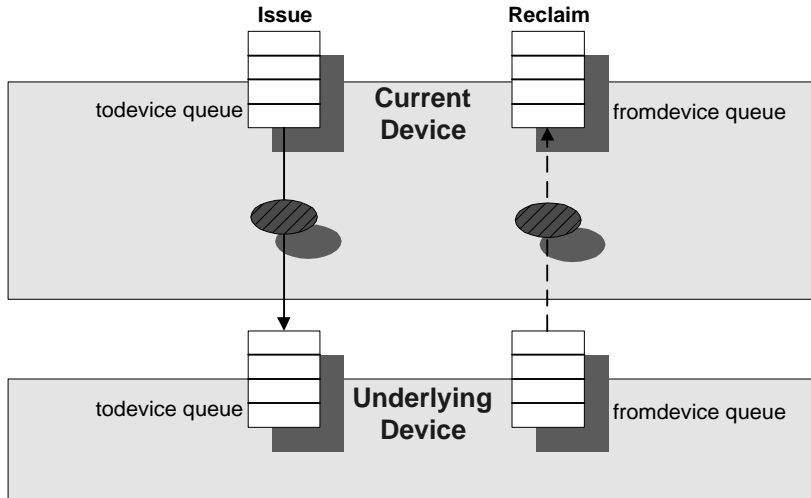 Issue
Reclaim
todevice queue
Current
Device
fromdevice queue
todevice queue
Underlying
Device
fromdevice queue